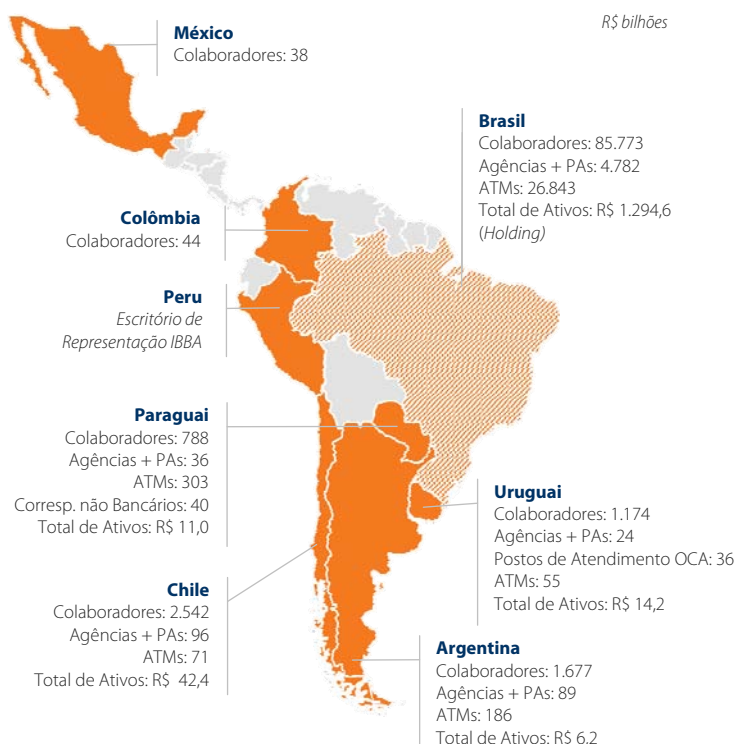 R$ bilhões
México
Colaboradores: 38
Brasil
Colaboradores: 85.773
Agências + PAs: 4.782
ATMs: 26.843
Total de Ativos: R$ 1.294,6
(Holding)
Colômbia
Colaboradores: 44
Peru
Escritório de
Representação IBBA
Paraguai
Colaboradores: 788
Agências + PAs: 36
ATMs: 303
Corresp. não Bancários: 40
Total de Ativos: R$ 11,0
Uruguai
Colaboradores: 1.174
Agências + PAs: 24
Postos de Atendimento OCA: 36
ATMs: 55
Total de Ativos: R$ 14,2
Chile
Colaboradores: 2.542
Agências + PAs: 96
ATMs: 71
Total de Ativos: R$ 42,4
Argentina
Colaboradores: 1.677
Agências + PAs: 89
ATMs: 186
Total de Ativos: R$ 6,2